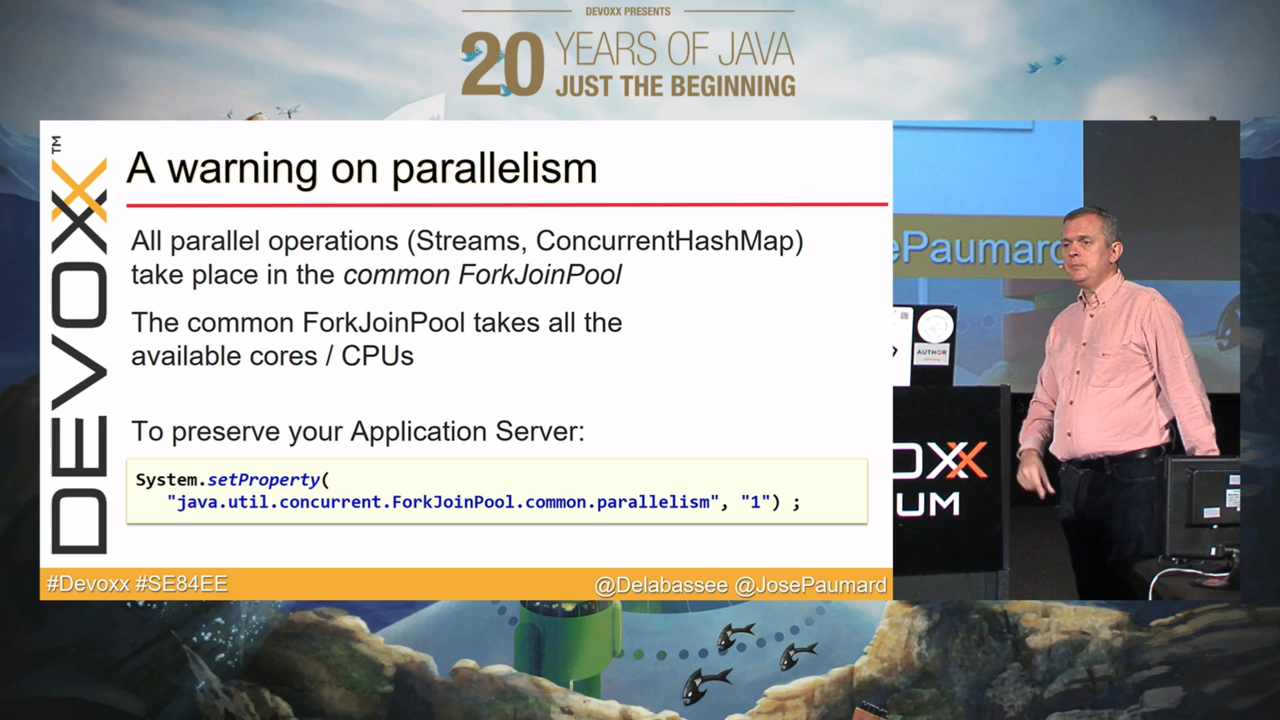 DEVOXX PRESENTS
20 YEARS OF JAVA
JUST THE BEGINNING
DEVOXX™
A warning on parallelism
All parallel operations (Streams, ConcurrentHashMap)
take place in the common ForkJoinPool
The common ForkJoinPool takes all the
available cores / CPUs
To preserve your Application Server:
System.setProperty(
"java.util.concurrent.ForkJoinPool.common.parallelism", "1") ;
#Devoxx #SE84EE
@Delabassee @JosePaumard
ePaumard
AUTHOR
OXX
UM